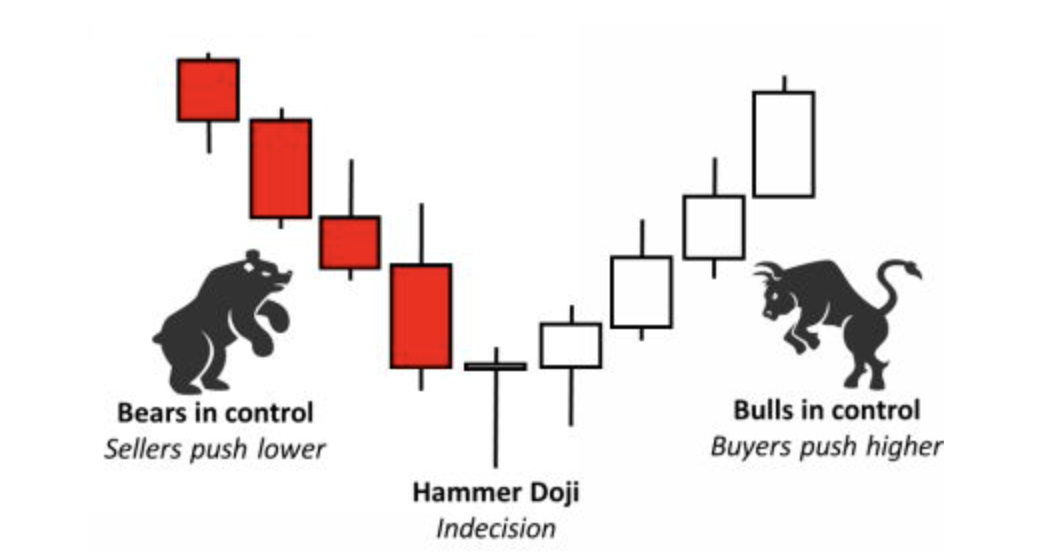 Bears in control
Sellers push lower
Bulls in control
Buyers push higher
Hammer Doji
Indecision